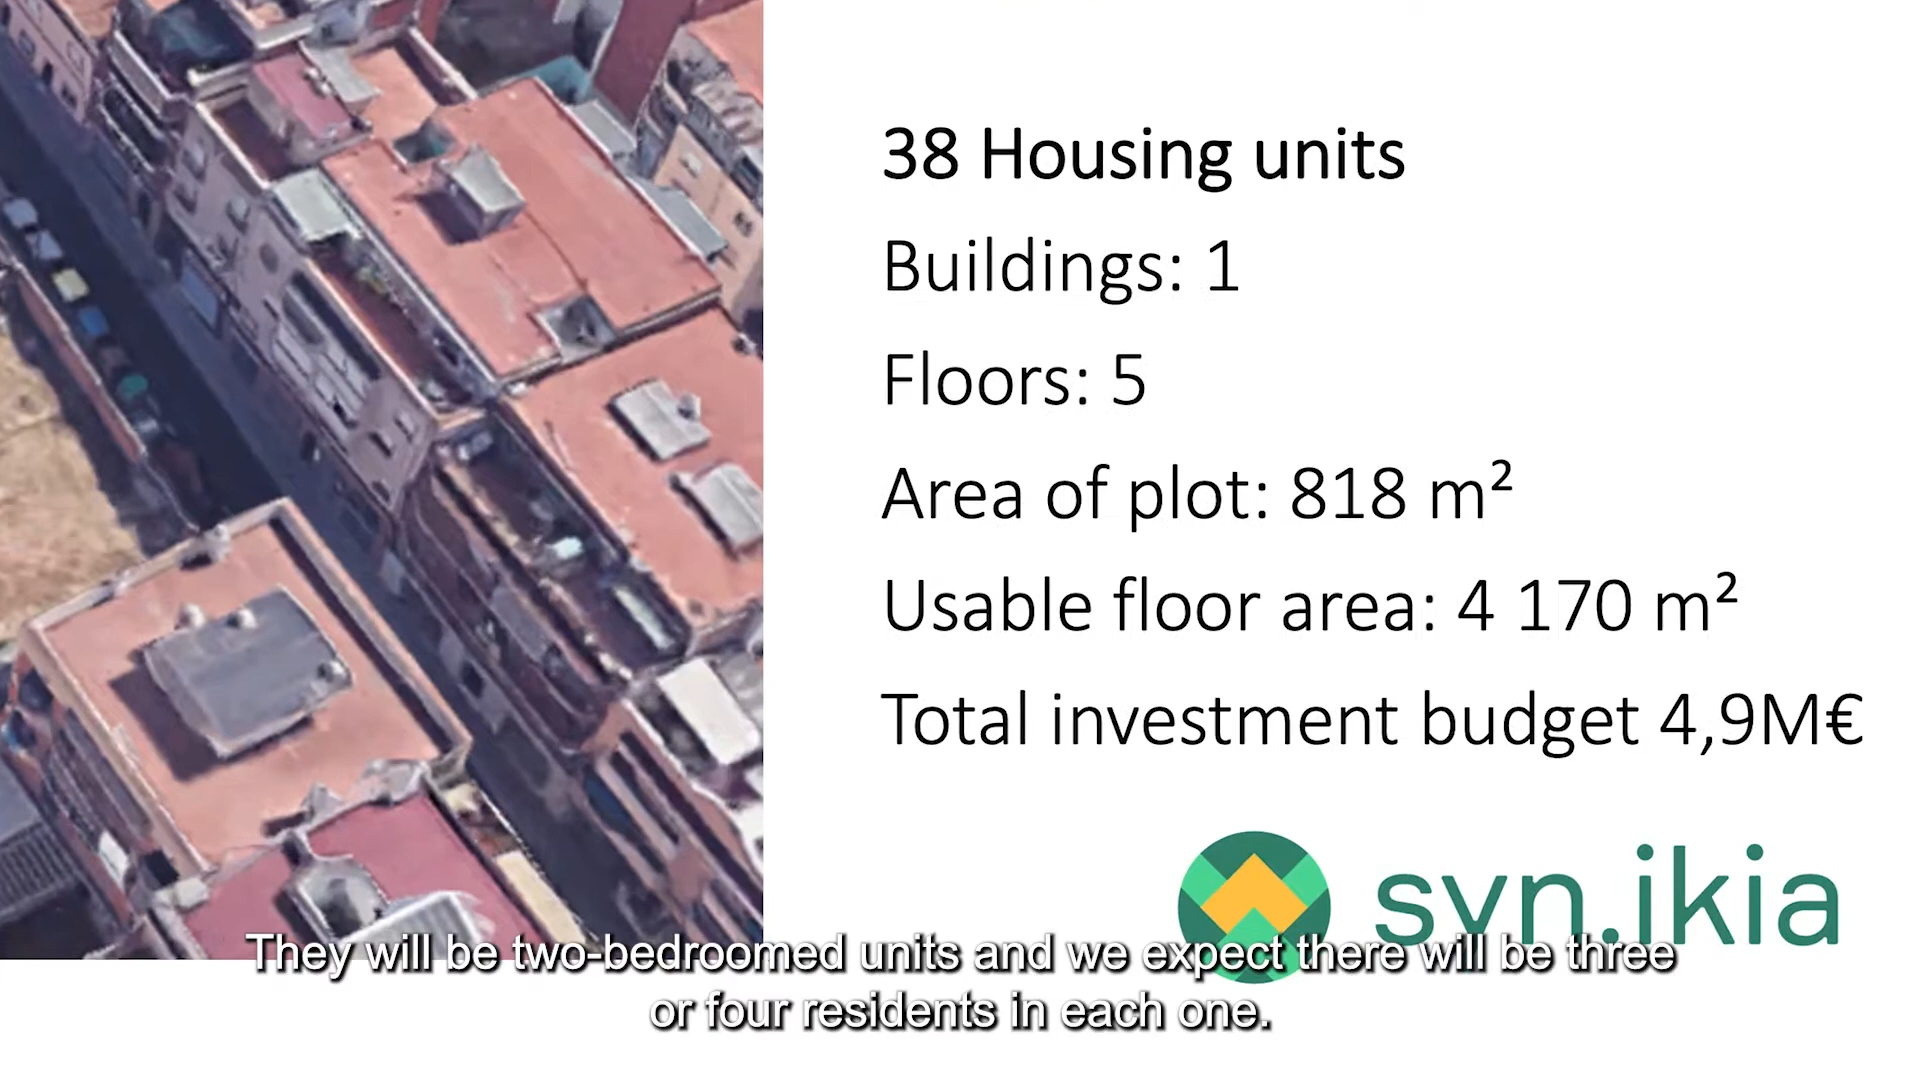 38 Housing units
Buildings: 1
Floors: 5
Area of plot: 818 m²
Usable floor area: 4 170 m²
Total investment budget 4,9M€
syn.ikia
They will be two-bedroomed units and we expect there will be three
or four residents in each one.